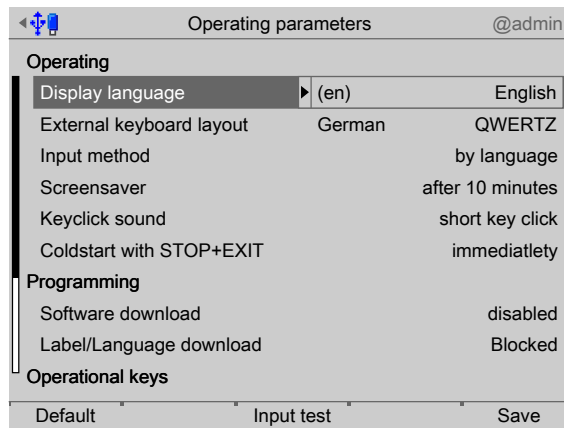 Operating parameters @admin
Operating
Display language (en) English
External keyboard layout German QWERTZ
Input method by language
Screensaver after 10 minutes
Keyclick sound short key click
Coldstart with STOP+EXIT immediatlety
Programming
Software download disabled
Label/Language download Blocked
Operational keys
Default Input test Save